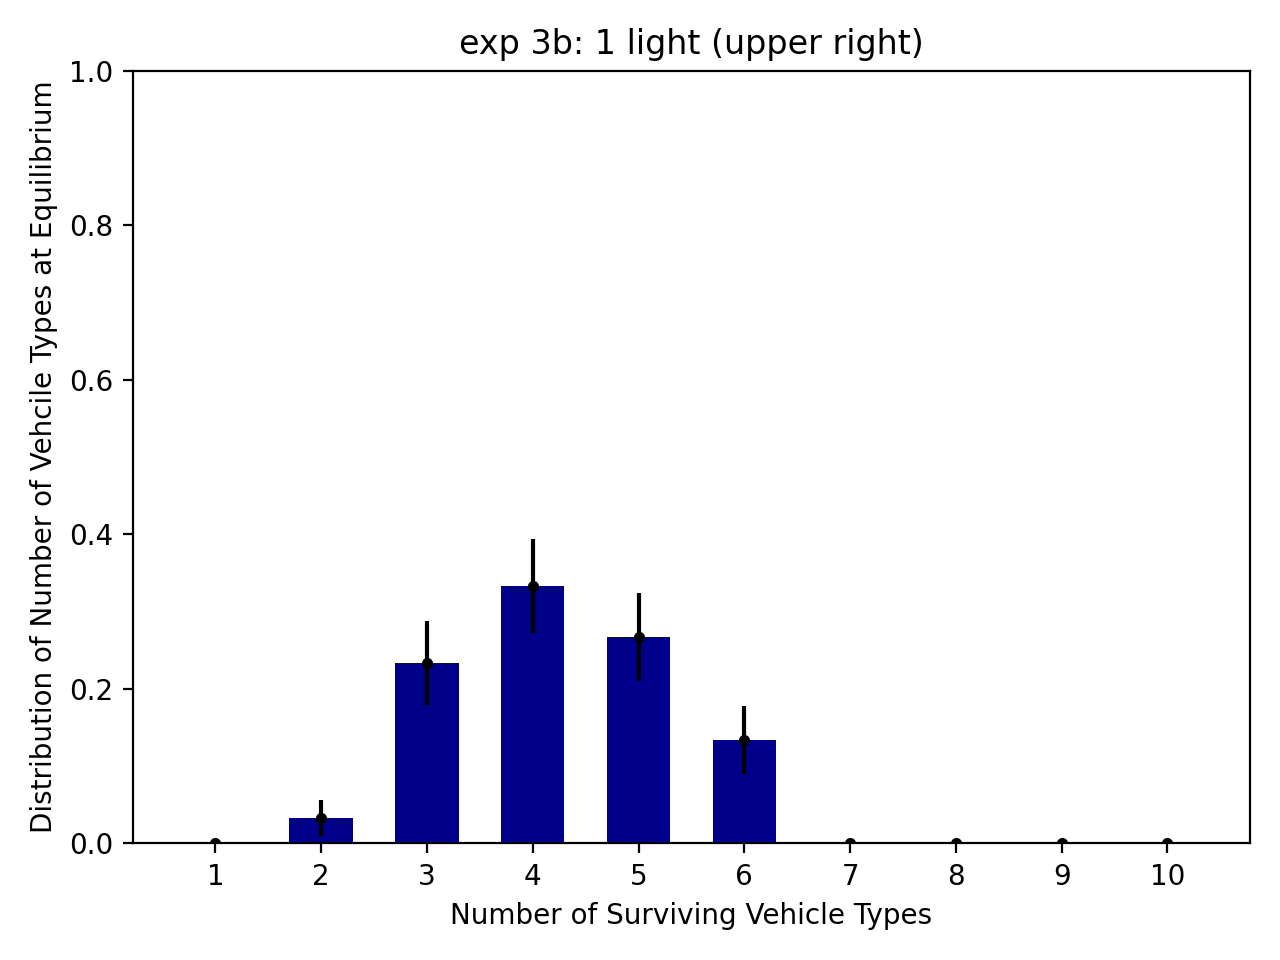 exp 3b: 1 light (upper right)
Distribution of Number of Vehcile Types at Equilibrium
1.0
0.8
0.6
0.4
0.2
0.0
1 2 3 4 5 6 7 8 9 10
Number of Surviving Vehicle Types